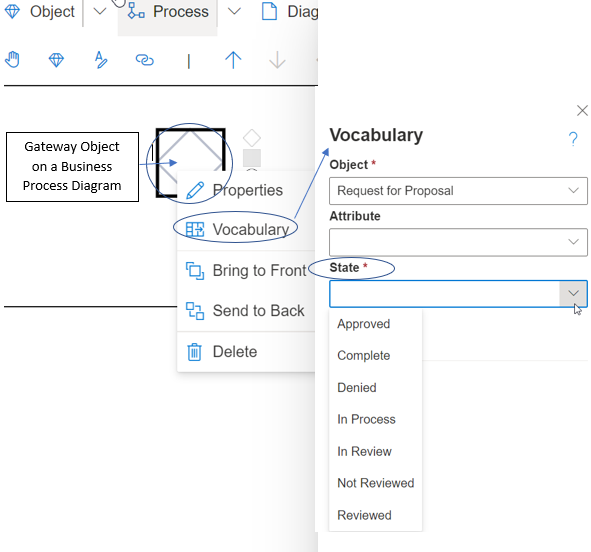 Object
Process
Diag
Gateway Object
on a Business
Process Diagram
Properties
Vocabulary
Bring to Front
Send to Back
Delete
Vocabulary
?
Object *
Request for Proposal
Attribute
State *
Approved
Complete
Denied
In Process
In Review
Not Reviewed
Reviewed